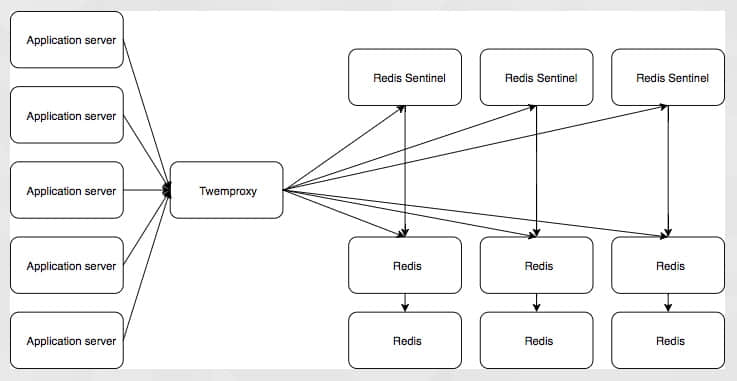 Application server
Application server
Application server
Application server
Application server
Twemproxy
Redis Sentinel
Redis Sentinel
Redis Sentinel
Redis
Redis
Redis
Redis
Redis
Redis